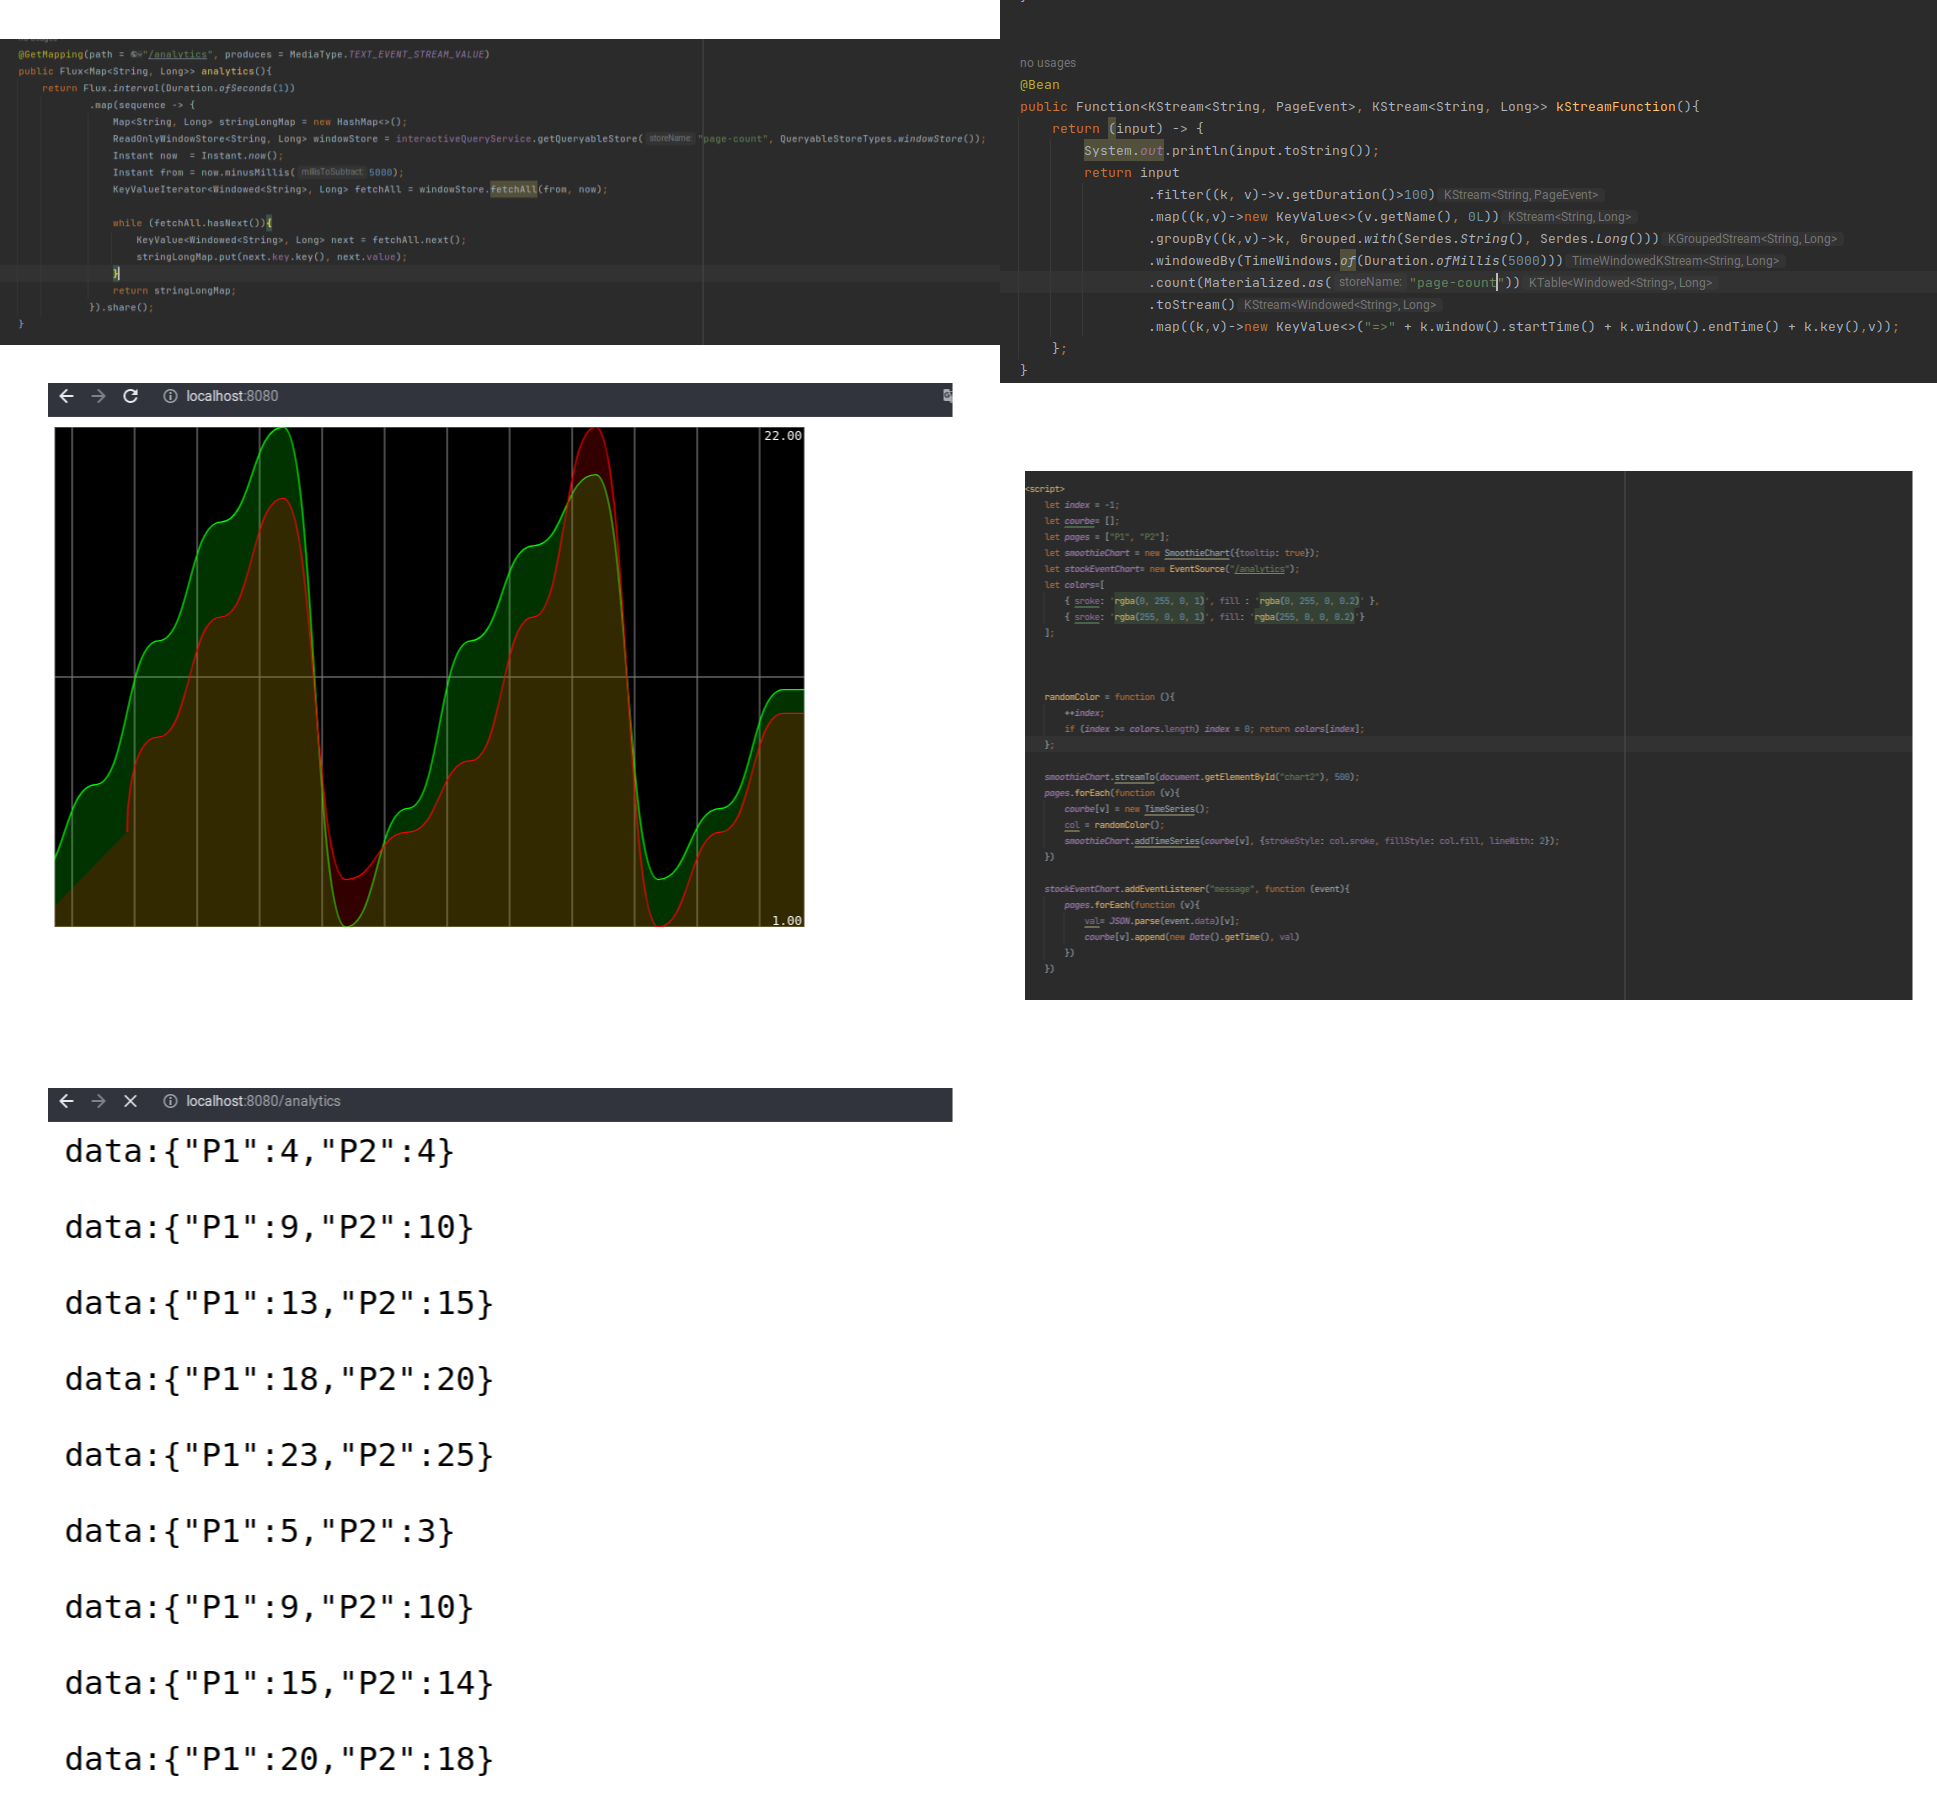 @GetMapping(path = "/analytics", produces = MediaType.TEXT_EVENT_STREAM_VALUE)
public Flux<Map<String, Long>> analytics(){
return Flux.interval(Duration.ofSeconds(1))
.map(sequence -> {
Map<String, Long> stringLongMap = new HashMap<>();
ReadOnlyWindowStore<String, Long> windowStore = interactiveQueryService.getQueryableStore( storeName: "page-count", QueryableStoreTypes.windowStore());
Instant now  = Instant.now();
Instant from = now.minusMillis( millisToSubtract: 5000);
KeyValueIterator<Windowed<String>, Long> fetchAll = windowStore.fetchAll(from, now);
while (fetchAll.hasNext()){
KeyValue<Windowed<String>, Long> next = fetchAll.next();
stringLongMap.put(next.key.key(), next.value);
}
return stringLongMap;
}).share();
}
no usages
@Bean
public Function<KStream<String, PageEvent>, KStream<String, Long>> kStreamFunction(){
return (input) -> {
System.out.println(input.toString());
return input
.filter((k, v)->v.getDuration()>100) KStream<String, PageEvent>
.map((k,v)->new KeyValue<>(v.getName(), 0L)) KStream<String, Long>
.groupBy((k,v)->k, Grouped.with(Serdes.String(), Serdes.Long())) KGroupedStream<String, Long>
.windowedBy(TimeWindows.of(Duration.ofMillis(5000))) TimeWindowedKStream<String, Long>
.count(Materialized.as( storeName: "page-count")) KTable<Windowed<String>, Long>
.toStream() KStream<Windowed<String>, Long>
.map((k,v)->new KeyValue<>("=>" + k.window().startTime() + k.window().endTime() + k.key(),v));
};
}
localhost:8080
22.00
1.00
<script>
let index = -1;
let courbe= [];
let pages = ["P1", "P2"];
let smoothieChart = new SmoothieChart({tooltip: true});
let stockEventChart= new EventSource("/analytics");
let colors=[
{ sroke: 'rgba(0, 255, 0, 1)', fill : 'rgba(0, 255, 0, 0.2)' },
{ sroke: 'rgba(255, 0, 0, 1)', fill: 'rgba(255, 0, 0, 0.2)'}
];
randomColor = function (){
++index;
if (index >= colors.length) index = 0; return colors[index];
};
smoothieChart.streamTo(document.getElementById("chart2"), 500);
pages.forEach(function (v){
courbe[v] = new TimeSeries();
col = randomColor();
smoothieChart.addTimeSeries(courbe[v], {strokeStyle: col.sroke, fillStyle: col.fill, lineWith: 2});
})
stockEventChart.addEventListener("message", function (event){
pages.forEach(function (v){
val= JSON.parse(event.data)[v];
courbe[v].append(new Date().getTime(), val)
})
})
localhost:8080/analytics
data:{"P1":4,"P2":4}
data:{"P1":9,"P2":10}
data:{"P1":13,"P2":15}
data:{"P1":18,"P2":20}
data:{"P1":23,"P2":25}
data:{"P1":5,"P2":3}
data:{"P1":9,"P2":10}
data:{"P1":15,"P2":14}
data:{"P1":20,"P2":18}